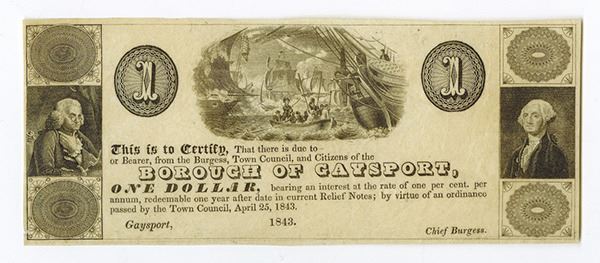 1 1
This is to Certify, That there is due to
or Bearer, from the Burgess, Town Council, and Citizens of the
BOROUGH OF GAYSPORT,
ONE DOLLAR, bearing an interest at the rate of one per cent. per
annum, redeemable one year after date in current Relief Notes; by virtue of an ordinance
passed by the Town Council, April 25, 1843.
Gaysport, 1843.
Chief Burgess.